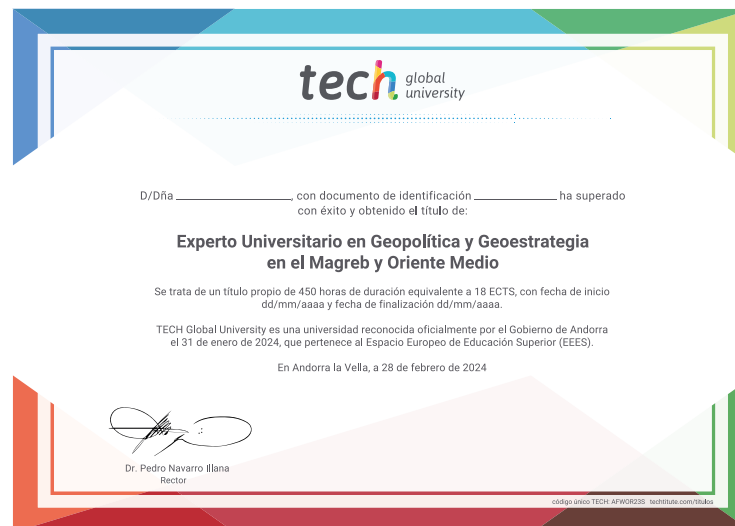 tech global
university
D/Dña ____________, con documento de identificación __________ ha superado
con éxito y obtenido el título de:
Experto Universitario en Geopolítica y Geoestrategia
en el Magreb y Oriente Medio
Se trata de un título propio de 450 horas de duración equivalente a 18 ECTS, con fecha de inicio
dd/mm/aaaa y fecha de finalización dd/mm/aaaa.
TECH Global University es una universidad reconocida oficialmente por el Gobierno de Andorra
el 31 de enero de 2024, que pertenece al Espacio Europeo de Educación Superior (EEES).
En Andorra la Vella, a 28 de febrero de 2024
Dr. Pedro Navarro Illana
Rector
código único TECH: AFWOR23S techtitute.com/titulos